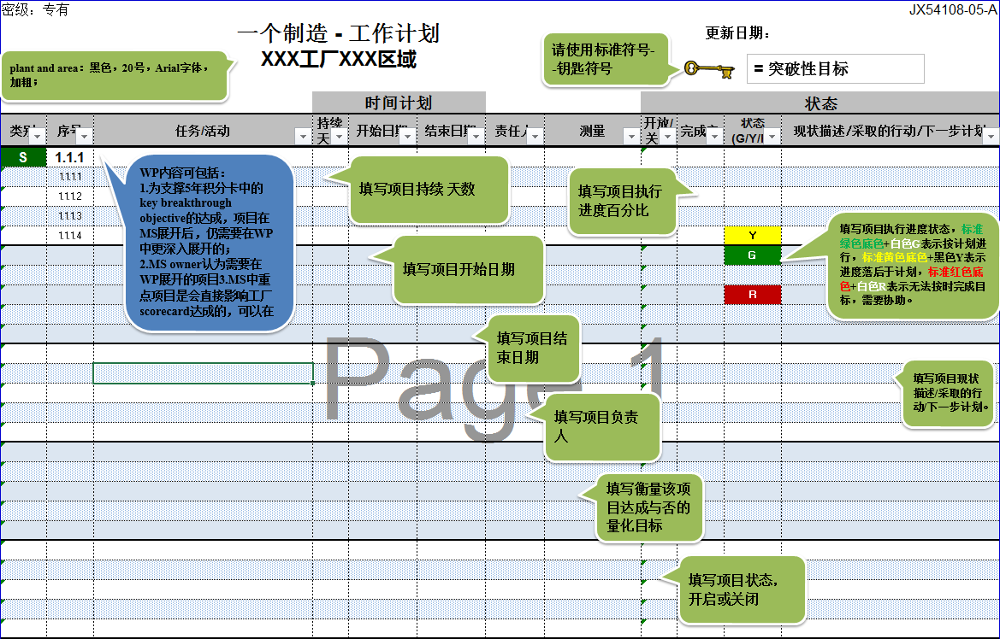 密级：专有
JX54108-05-A
一个制造 - 工作计划
XXX工厂XXX区域
更新日期：
plant and area：黑色，20号，Arial字体，
加粗；
请使用标准符号-
-钥匙符号
= 突破性目标
时间计划
状态
类别
序号
任务/活动
持续
天
开始日期
结束日期
责任人
测量
开放/
关
完成
状态
(G/Y/
现状描述/采取的行动/下一步计划
S
1.1.1
1.1.1.1
1.1.1.2
1.1.1.3
1.1.1.4
WP内容可包括：
1.为支撑5年积分卡中的
key breakthrough
objective的达成，项目在
MS展开后，仍需要在WP
中更深入展开的；
2.MS owner认为需要在
WP展开的项目3.MS中重
点项目是会直接影响工厂
scorecard达成的，可以在
填写项目持续 天数
填写项目执行
进度百分比
填写项目开始日期
Y
G
R
填写项目执行进度状态，标准
绿色底色+白色G表示按计划进
行，标准黄色底色+黑色Y表示
进度落后于计划，标准红色底
色+白色R表示无法按时完成目
标，需要协助。
填写项目结
束日期
Page 1
填写项目现状
描述/采取的行
动/下一步计划。
填写项目负责
人
填写衡量该项
目达成与否的
量化目标
填写项目状态，
开启或关闭